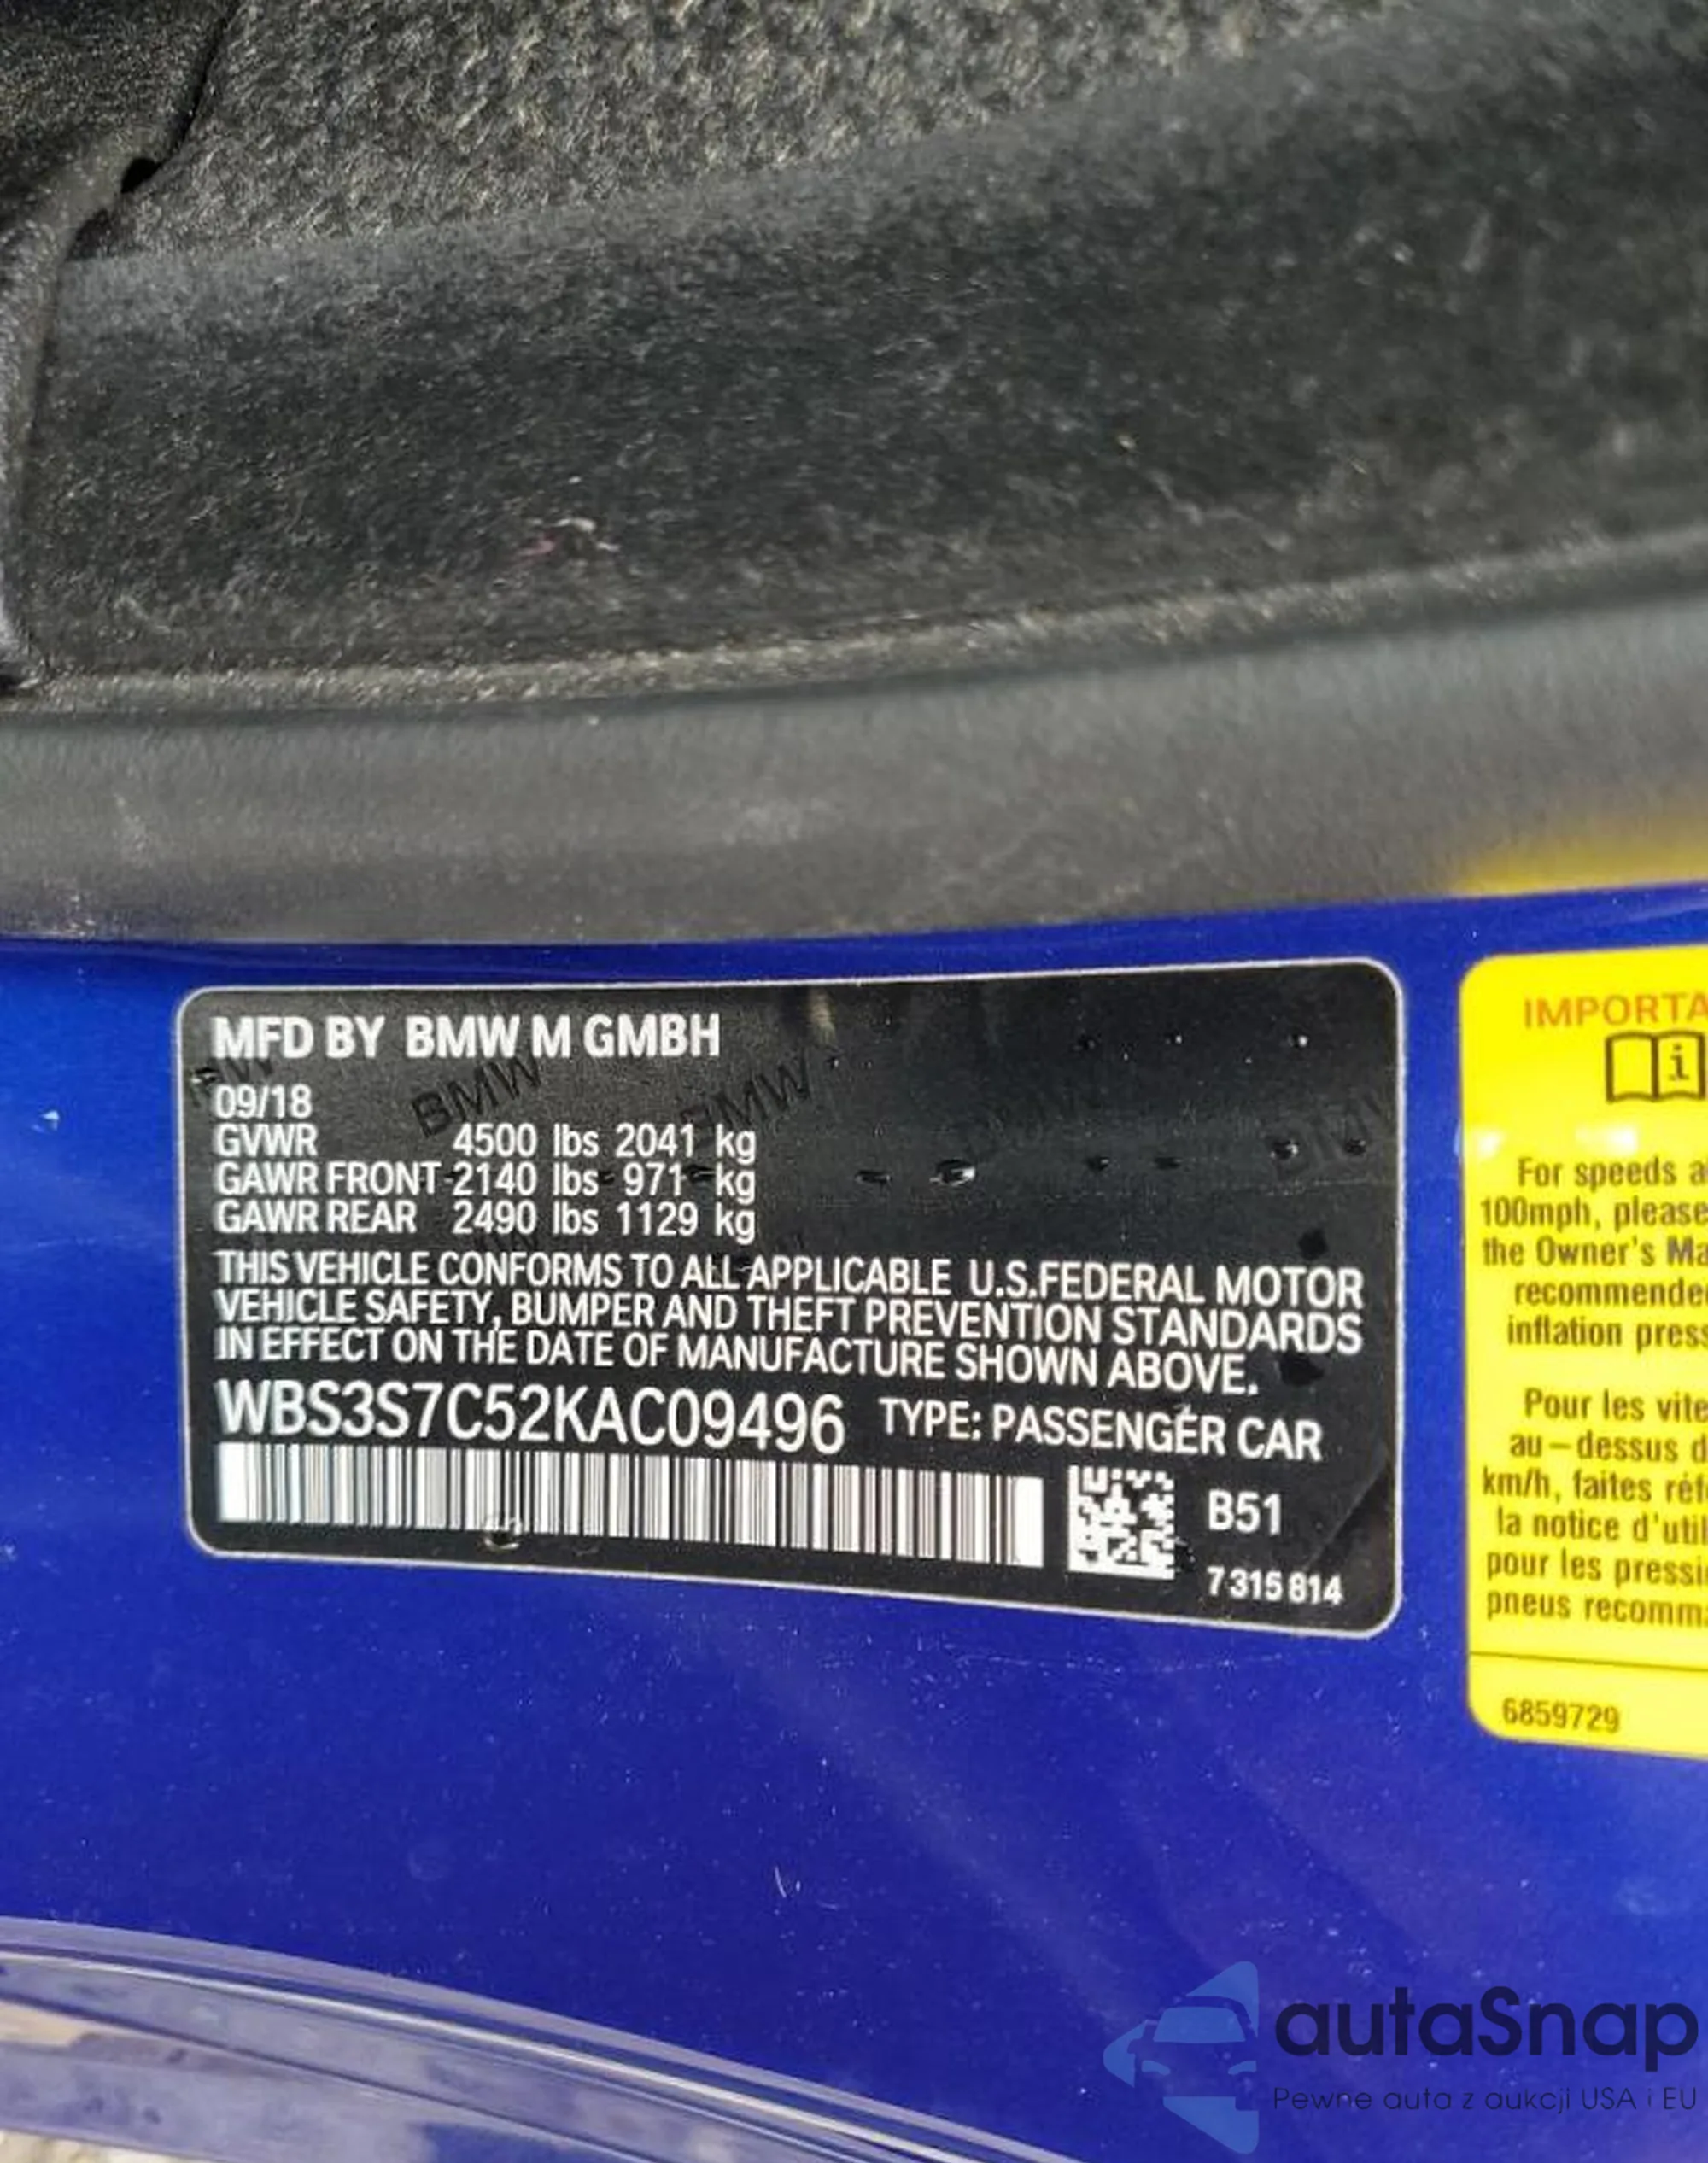 MFD BY BMW M GMBH
09/18
GVWR 4500 lbs 2041 kg
GAWR FRONT 2140 lbs 971 kg
GAWR REAR 2490 lbs 1129 kg
THIS VEHICLE CONFORMS TO ALL APPLICABLE U.S.FEDERAL MOTOR
VEHICLE SAFETY, BUMPER AND THEFT PREVENTION STANDARDS
IN EFFECT ON THE DATE OF MANUFACTURE SHOWN ABOVE.
WBS3S7C52KAC09496 TYPE: PASSENGER CAR
B51
7 315 814
BMW
BMW
IMPORTA
i
For speeds a
100mph, please
the Owner's Ma
recommende
inflation press
Pour les vite
au-dessus d
km/h, faites réf
la notice d'util
pour les pressi
pneus recomma
6859729
autaSnap
Pewne auta z aukcji USA i EU